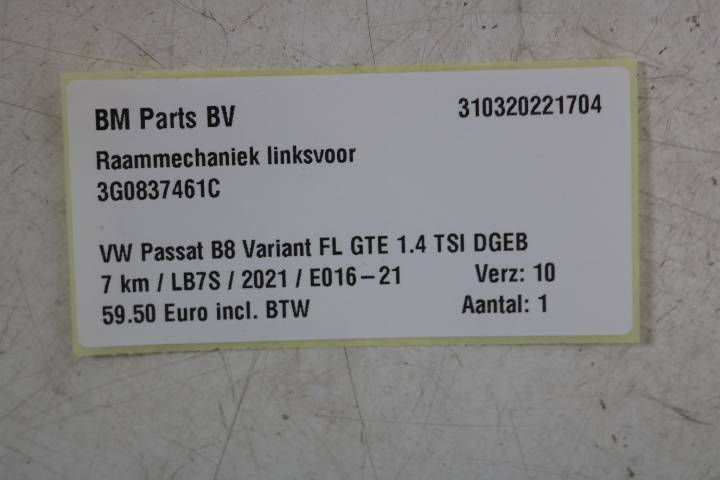 BM Parts BV 310320221704
Raammechaniek linksvoor
3G0837461C
VW Passat B8 Variant FL GTE 1.4 TSI DGEB
7 km / LB7S / 2021 / E016-21 Verz: 10
59.50 Euro incl. BTW Aantal: 1